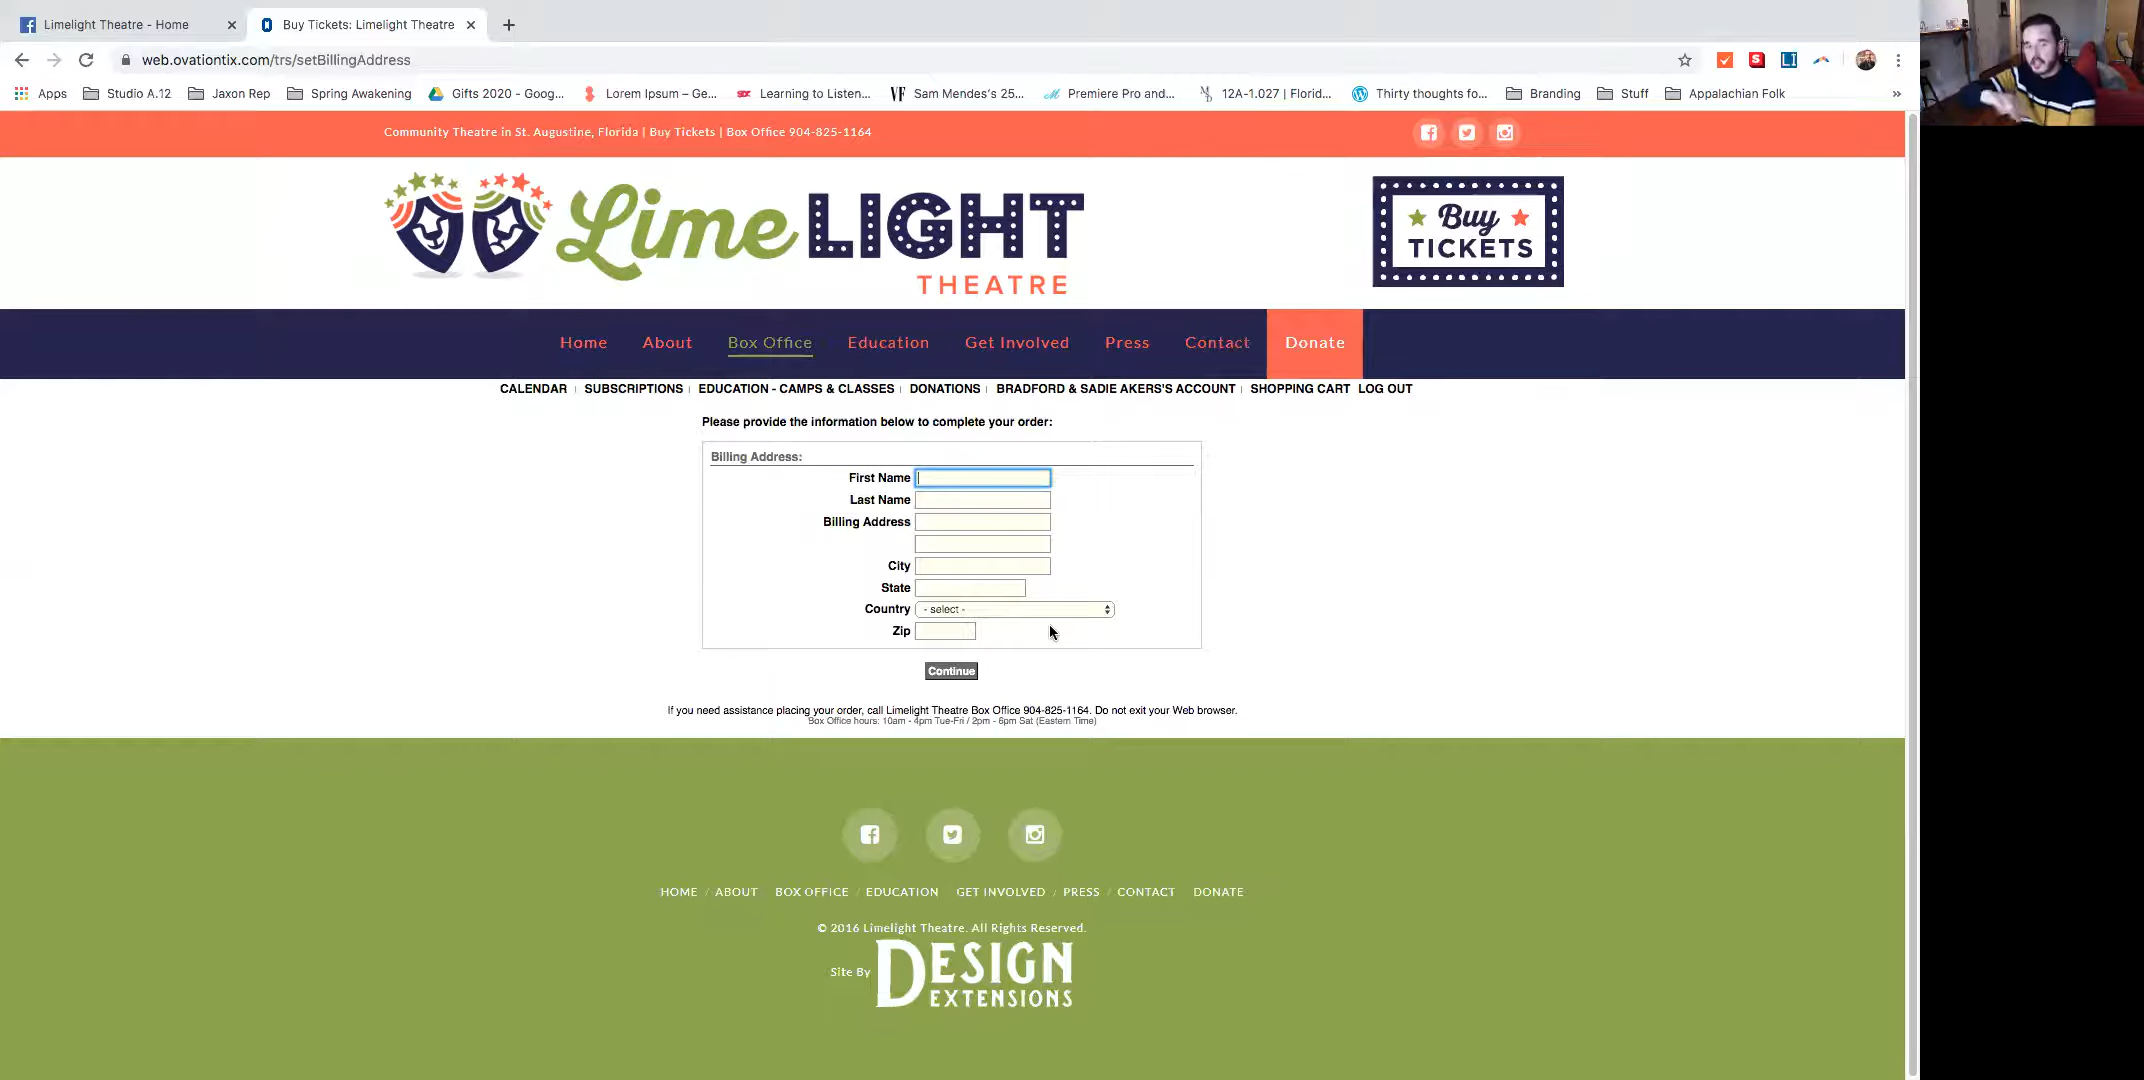 Limelight Theatre - Home
Buy Tickets: Limelight Theatre
web.ovationtix.com/trs/setBillingAddress
Apps Studio A.12 Jaxon Rep Spring Awakening Gifts 2020 - Goog... Lorem Ipsum – Ge... Learning to Listen... VF Sam Mendes's 25... Premiere Pro and... 12A-1.027 | Florid... Thirty thoughts fo... Branding Stuff Appalachian Folk »
Community Theatre in St. Augustine, Florida | Buy Tickets | Box Office 904-825-1164
Lime LIGHT
THEATRE
Buy
TICKETS
Home About Box Office Education Get Involved Press Contact Donate
CALENDAR | SUBSCRIPTIONS | EDUCATION - CAMPS & CLASSES | DONATIONS | BRADFORD & SADIE AKERS'S ACCOUNT | SHOPPING CART LOG OUT
Please provide the information below to complete your order:
Billing Address:
First Name
Last Name
Billing Address
City
State
Country - select -
Zip
Continue
If you need assistance placing your order, call Limelight Theatre Box Office 904-825-1164. Do not exit your Web browser.
Box Office hours: 10am - 4pm Tue-Fri / 2pm - 6pm Sat (Eastern Time)
HOME / ABOUT BOX OFFICE / EDUCATION GET INVOLVED / PRESS / CONTACT DONATE
© 2016 Limelight Theatre. All Rights Reserved.
Site By DESIGN
EXTENSIONS